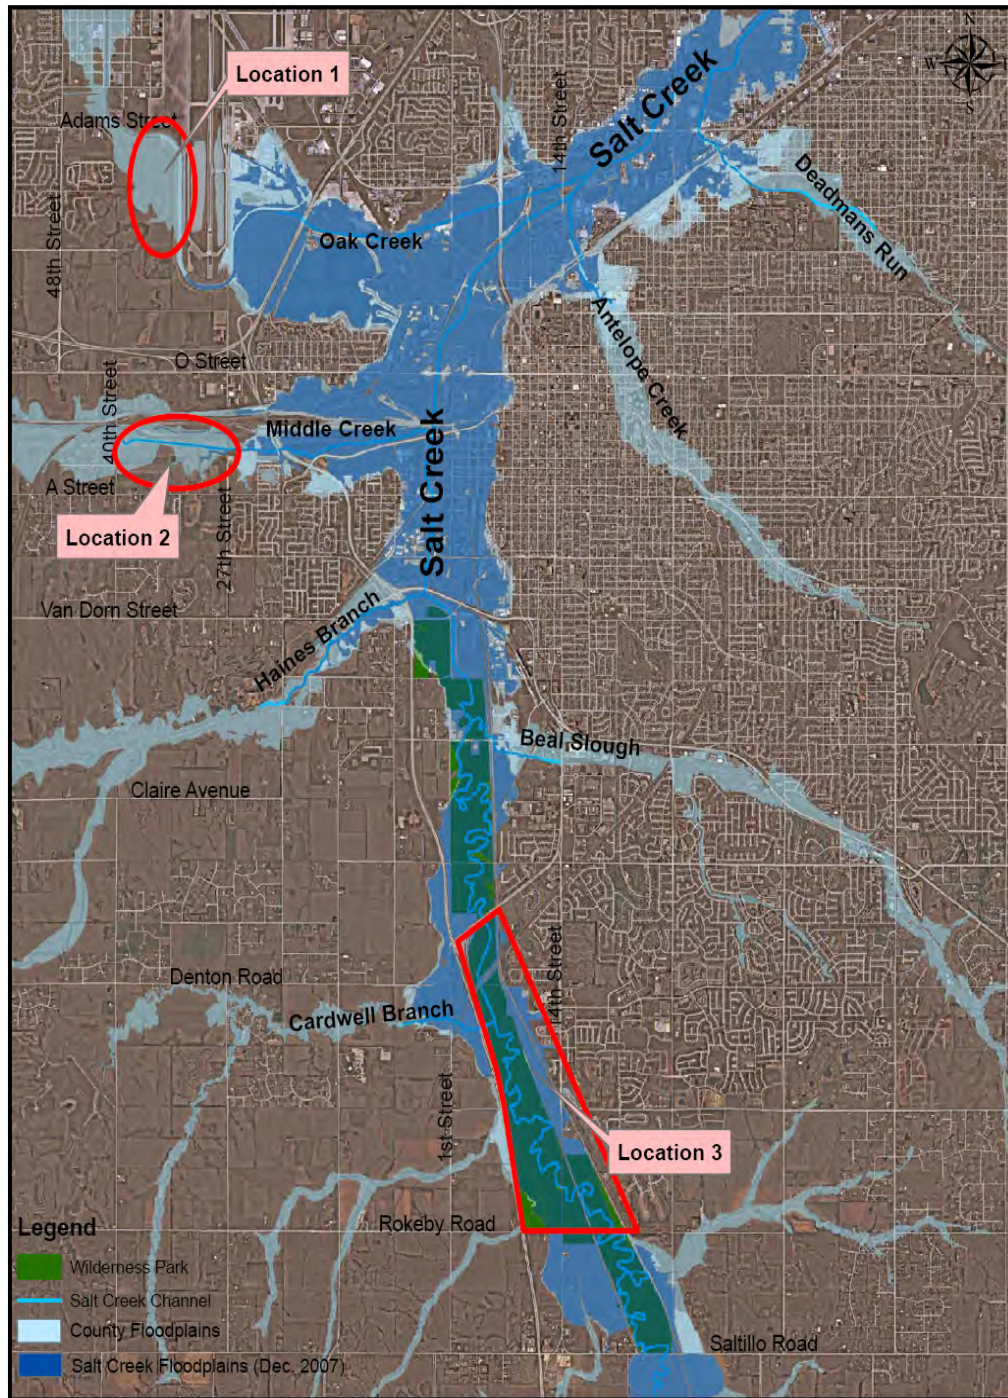 N
W
S
Location 1
Adams Street
14th Street
Salt Creek
Deadmans Run
48th Street
Oak Creek
Antelope Creek
O Street
40th Street
Middle Creek
Salt Creek
A Street
Location 2
27th Street
Van Dorn Street
Haines Branch
Beal Slough
Claire Avenue
Denton Road
Cardwell Branch
14th Street
1st Street
Location 3
Rokeby Road
Legend
Wilderness Park
Salt Creek Channel
County Floodplains
Salt Creek Floodplains (Dec. 2007)
Saltillo Road